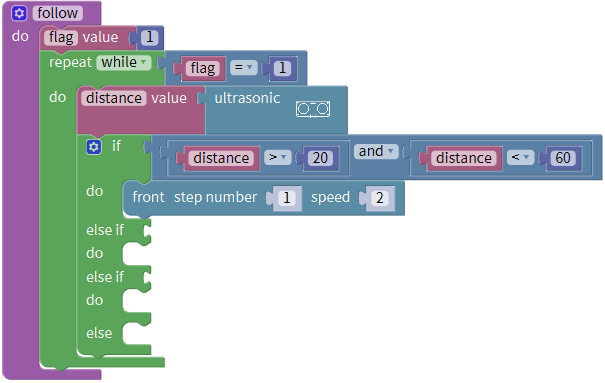 follow
do flag value 1
repeat while flag = 1
do distance value ultrasonic
if distance > 20 and distance < 60
do front step number 1 speed 2
else if
do
else if
do
else